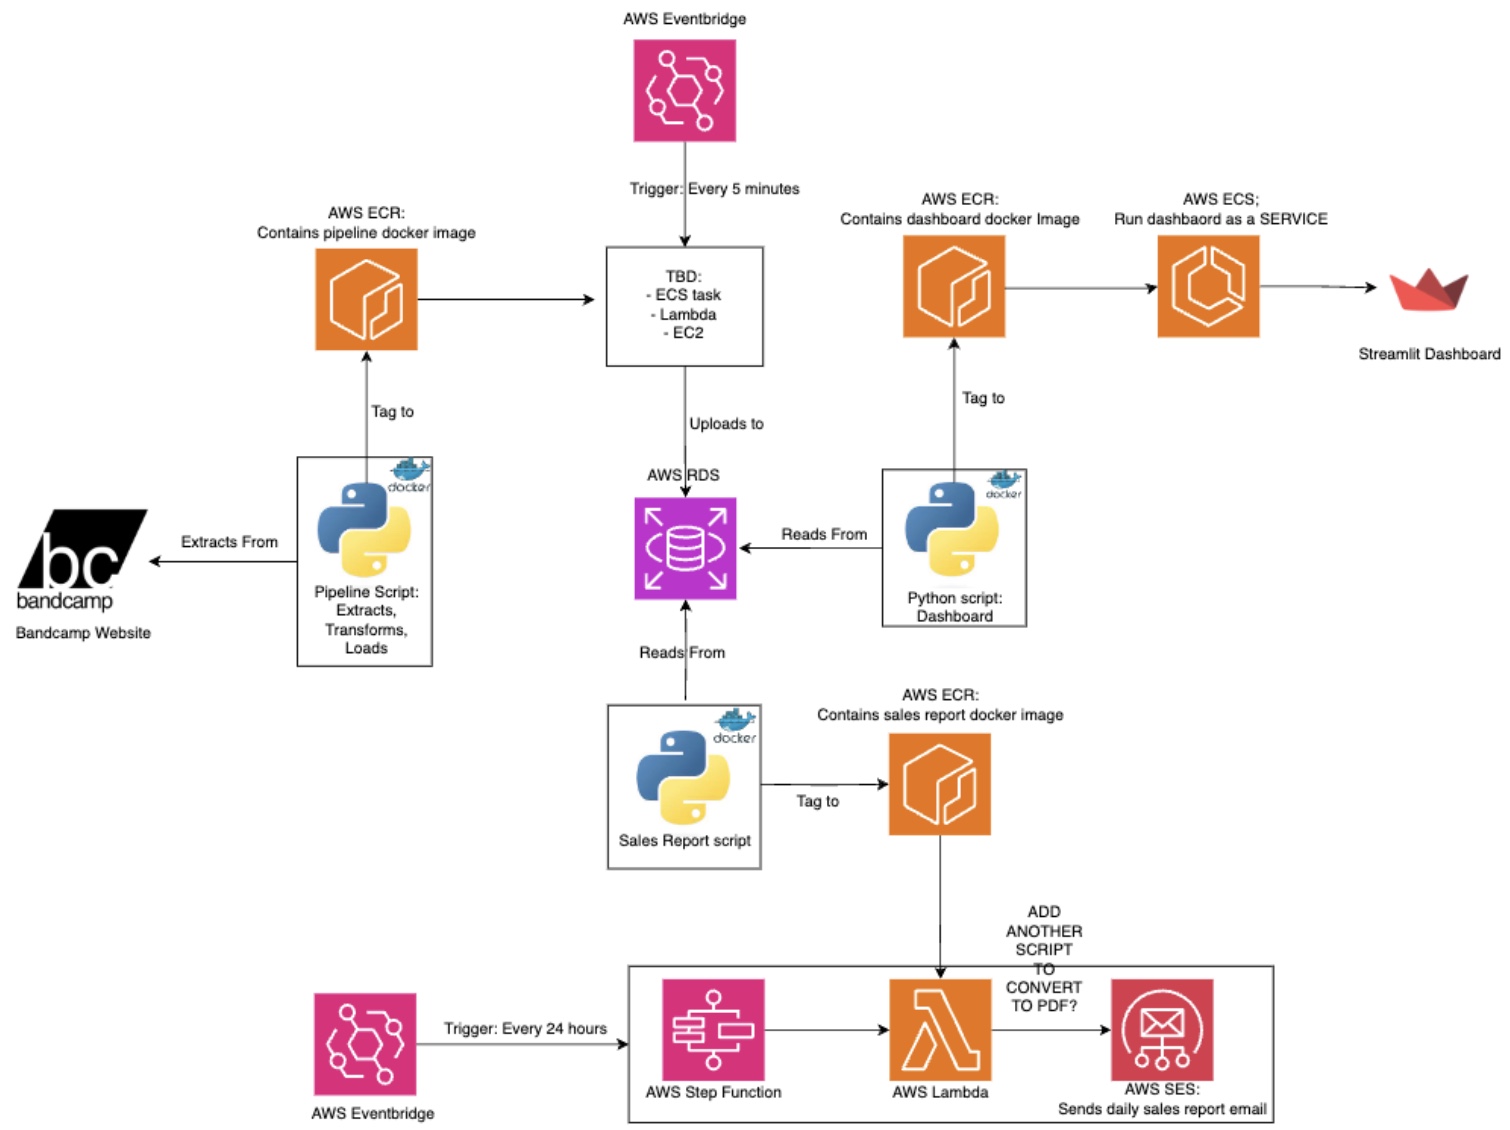 AWS Eventbridge
Trigger: Every 5 minutes
AWS ECR:
Contains pipeline docker image
TBD:
- ECS task
- Lambda
- EC2
AWS ECR:
Contains dashboard docker Image
AWS ECS;
Run dashbaord as a SERVICE
Streamlit Dashboard
Tag to
Uploads to
Tag to
bc
bandcamp
Bandcamp Website
Extracts From
docker
Pipeline Script:
Extracts,
Transforms,
Loads
AWS RDS
Reads From
docker
Python script:
Dashboard
Reads From
docker
Sales Report script
Tag to
AWS ECR:
Contains sales report docker image
ADD
ANOTHER
SCRIPT
TO
CONVERT
TO PDF?
AWS Eventbridge
Trigger: Every 24 hours
AWS Step Function
AWS Lambda
AWS SES:
Sends daily sales report email